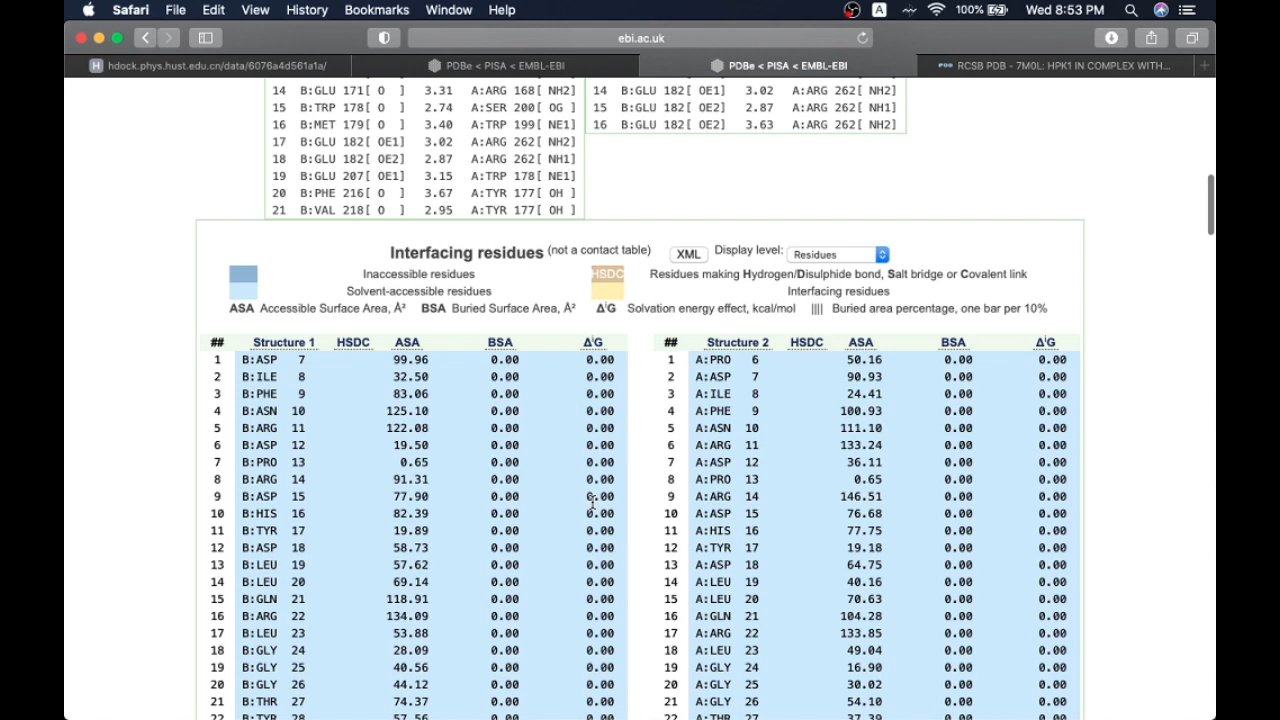 Safari File Edit View History Bookmarks Window Help A 100% Wed 8:53 PM
ebi.ac.uk
H hdock.phys.hust.edu.cn/data/6076a4d561a1a/ PDBe < PISA < EMBL-EBI PDBe < PISA < EMBL-EBI RCSB PDB - 7M0L: HPK1 IN COMPLEX WITH...
14 B:GLU 171[ O ] 3.31 A:ARG 168[ NH2]
15 B:TRP 178[ O ] 2.74 A:SER 200[ OG ]
16 B:MET 179[ O ] 3.40 A:TRP 199[ NE1]
17 B:GLU 182[ OE1] 3.02 A:ARG 262[ NH2]
18 B:GLU 182[ OE2] 2.87 A:ARG 262[ NH1]
19 B:GLU 207[ OE1] 3.15 A:TRP 178[ NE1]
20 B:PHE 216[ O ] 3.67 A:TYR 177[ OH ]
21 B:VAL 218[ O ] 2.95 A:TYR 177[ OH ]
14 B:GLU 182[ OE1] 3.02 A:ARG 262[ NH2]
15 B:GLU 182[ OE2] 2.87 A:ARG 262[ NH1]
16 B:GLU 182[ OE2] 3.63 A:ARG 262[ NH2]
Interfacing residues (not a contact table) XML Display level: Residues
Inaccessible residues HSDC Residues making Hydrogen/Disulphide bond, Salt bridge or Covalent link
Solvent-accessible residues Interfacing residues
ASA Accessible Surface Area, Å² BSA Buried Surface Area, Å² ΔⁱG Solvation energy effect, kcal/mol |||| Buried area percentage, one bar per 10%
## Structure 1 HSDC ASA BSA ΔⁱG
1 B:ASP 7 99.96 0.00 0.00
2 B:ILE 8 32.50 0.00 0.00
3 B:PHE 9 83.06 0.00 0.00
4 B:ASN 10 125.10 0.00 0.00
5 B:ARG 11 122.08 0.00 0.00
6 B:ASP 12 19.50 0.00 0.00
7 B:PRO 13 0.65 0.00 0.00
8 B:ARG 14 91.31 0.00 0.00
9 B:ASP 15 77.90 0.00 0.00
10 B:HIS 16 82.39 0.00 0.00
11 B:TYR 17 19.89 0.00 0.00
12 B:ASP 18 58.73 0.00 0.00
13 B:LEU 19 57.62 0.00 0.00
14 B:LEU 20 69.14 0.00 0.00
15 B:GLN 21 118.91 0.00 0.00
16 B:ARG 22 134.09 0.00 0.00
17 B:LEU 23 53.88 0.00 0.00
18 B:GLY 24 28.09 0.00 0.00
19 B:GLY 25 40.56 0.00 0.00
20 B:GLY 26 44.12 0.00 0.00
21 B:THR 27 74.37 0.00 0.00
22 B:TYR 28 57.56 0.00 0.00
## Structure 2 HSDC ASA BSA ΔⁱG
1 A:PRO 6 50.16 0.00 0.00
2 A:ASP 7 90.93 0.00 0.00
3 A:ILE 8 24.41 0.00 0.00
4 A:PHE 9 100.93 0.00 0.00
5 A:ASN 10 111.10 0.00 0.00
6 A:ARG 11 133.24 0.00 0.00
7 A:ASP 12 36.11 0.00 0.00
8 A:PRO 13 0.65 0.00 0.00
9 A:ARG 14 146.51 0.00 0.00
10 A:ASP 15 76.68 0.00 0.00
11 A:HIS 16 77.75 0.00 0.00
12 A:TYR 17 19.18 0.00 0.00
13 A:ASP 18 64.75 0.00 0.00
14 A:LEU 19 40.16 0.00 0.00
15 A:LEU 20 70.63 0.00 0.00
16 A:GLN 21 104.28 0.00 0.00
17 A:ARG 22 133.85 0.00 0.00
18 A:LEU 23 49.04 0.00 0.00
19 A:GLY 24 16.90 0.00 0.00
20 A:GLY 25 30.02 0.00 0.00
21 A:GLY 26 54.10 0.00 0.00
22 A:THR 27 37.39 0.00 0.00